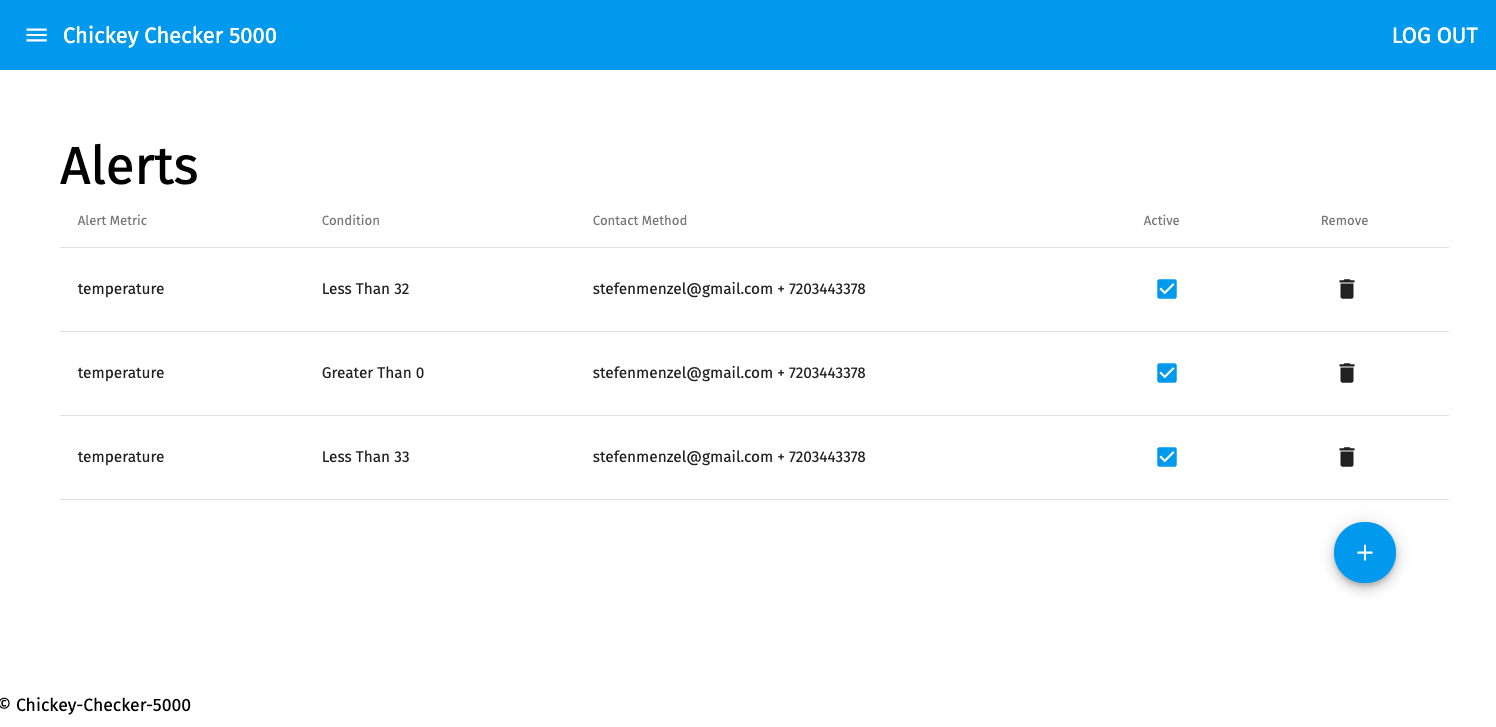 Chickey Checker 5000 LOG OUT
Alerts
Alert Metric Condition Contact Method Active Remove
temperature Less Than 32 stefenmenzel@gmail.com + 7203443378
temperature Greater Than 0 stefenmenzel@gmail.com + 7203443378
temperature Less Than 33 stefenmenzel@gmail.com + 7203443378
© Chickey-Checker-5000